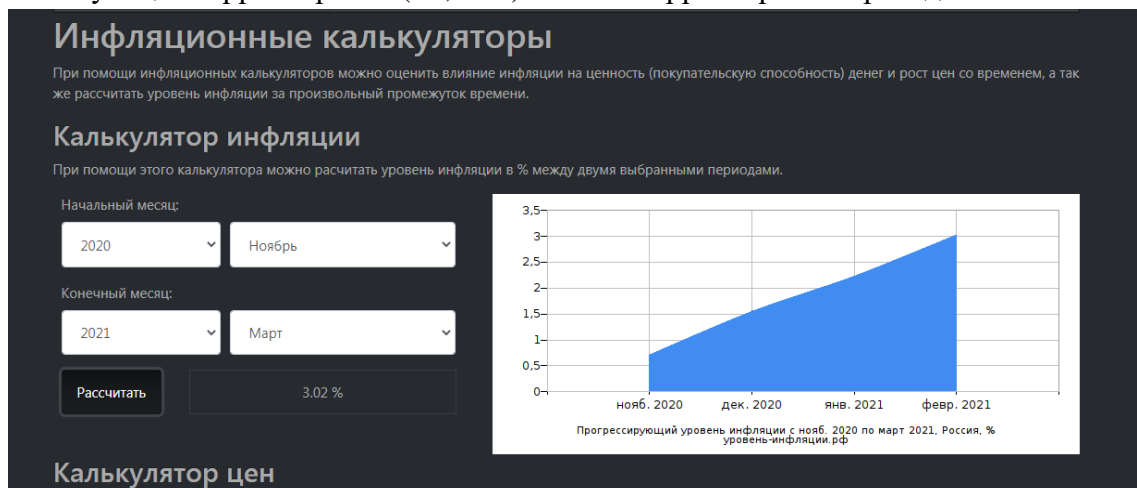 Инфляционные калькуляторы
При помощи инфляционных калькуляторов можно оценить влияние инфляции на ценность (покупательскую способность) денег и рост цен со временем, а так
же рассчитать уровень инфляции за произвольный промежуток времени.
Калькулятор инфляции
При помощи этого калькулятора можно расчитать уровень инфляции в % между двумя выбранными периодами.
Начальный месяц:
2020 Ноябрь
Конечный месяц:
2021 Март
Рассчитать 3.02 %
3,5
3
2,5
2
1,5
1
0,5
0
нояб. 2020 дек. 2020 янв. 2021 февр. 2021
Прогрессирующий уровень инфляции с нояб. 2020 по март 2021, Россия, %
уровень-инфляции.рф
Калькулятор цен